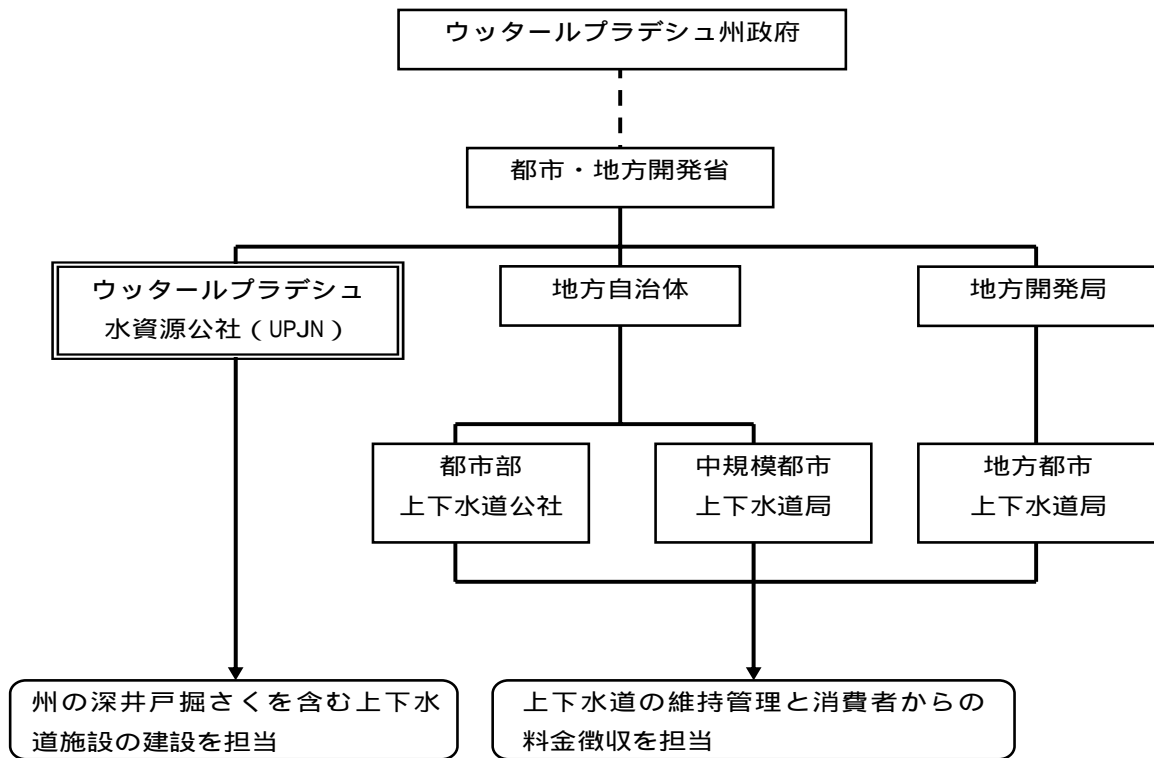 ウッタールプラデシュ州政府
都市・地方開発省
ウッタールプラデシュ
水資源公社（UPJN）
地方自治体
地方開発局
都市部
上下水道公社
中規模都市
上下水道局
地方都市
上下水道局
州の深井戸掘さくを含む上下水
道施設の建設を担当
上下水道の維持管理と消費者からの
料金徴収を担当